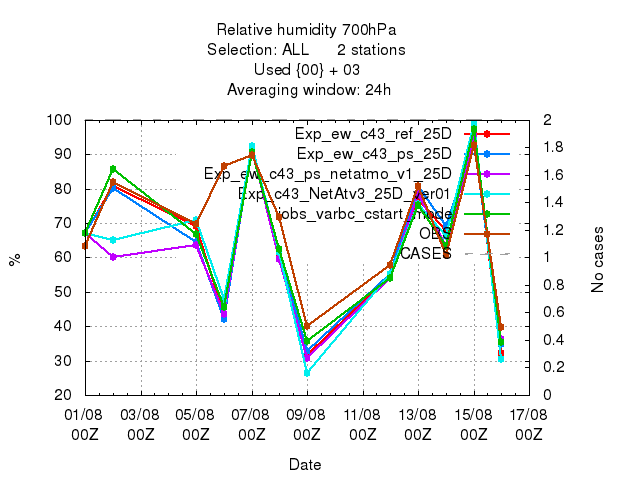 Relative humidity 700hPa
Selection: ALL 2 stations
Used {00} + 03
Averaging window: 24h
100 2
Exp_ew_c43_ref_25D
90 1.8
Exp_ew_c43_ps_25D
Exp_ew_c43_ps_netatmo_v1_25D
80 1.6
Exp_c43_NetAtv3_25D_ver01
70 1.4
obs_varbc_cstart_mode
OBS
60 1.2
CASES
% 1 No cases
50 0.8
40 0.6
30 0.4
0.2
20 0
01/08 03/08 05/08 07/08 09/08 11/08 13/08 15/08 17/08
00Z 00Z 00Z 00Z 00Z 00Z 00Z 00Z 00Z
Date